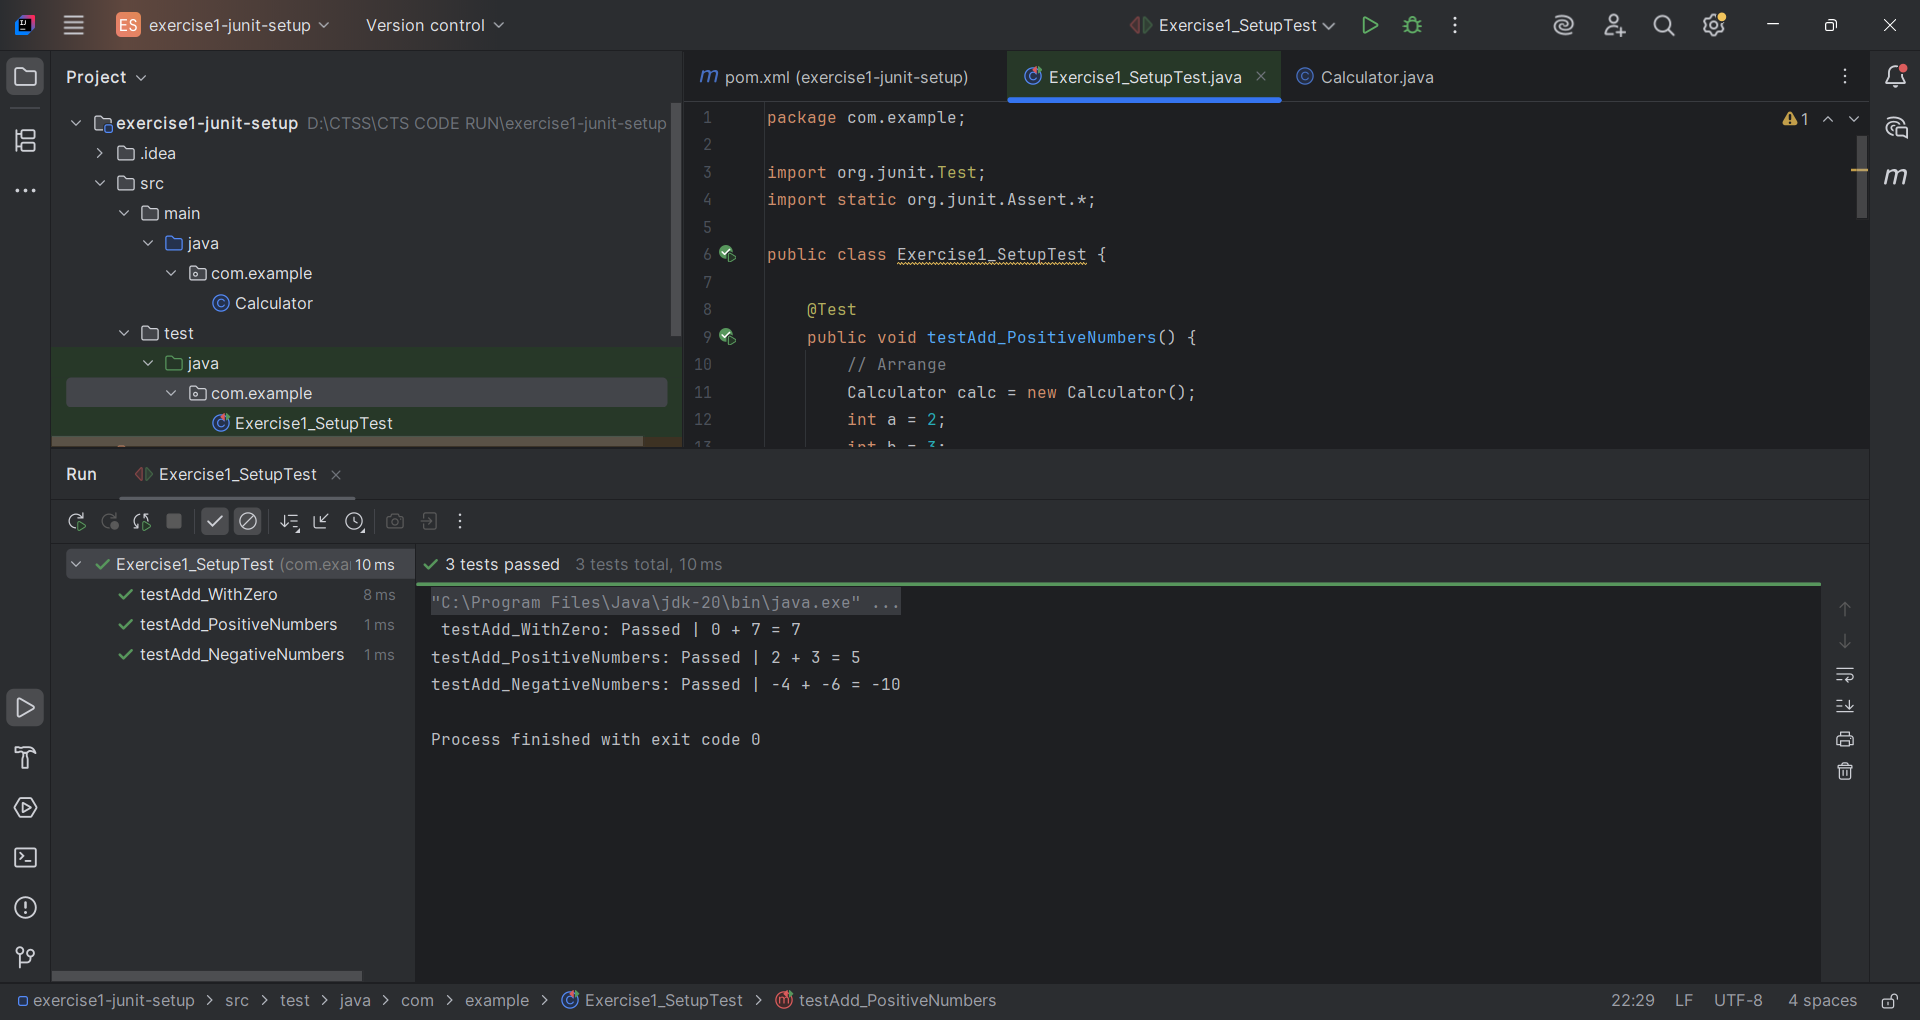 ES exercise1-junit-setup Version control Exercise1_SetupTest
Project
exercise1-junit-setup D:\CTSS\CTS CODE RUN\exercise1-junit-setup
.idea
src
main
java
com.example
Calculator
test
java
com.example
Exercise1_SetupTest
m pom.xml (exercise1-junit-setup) Exercise1_SetupTest.java Calculator.java
1 package com.example;
2
3 import org.junit.Test;
4 import static org.junit.Assert.*;
5
6 public class Exercise1_SetupTest {
7
8 @Test
9 public void testAdd_PositiveNumbers() {
10 // Arrange
11 Calculator calc = new Calculator();
12 int a = 2;
13 int b = 3;
1
m
Run Exercise1_SetupTest
Exercise1_SetupTest (com.exa 10 ms
testAdd_WithZero 8 ms
testAdd_PositiveNumbers 1 ms
testAdd_NegativeNumbers 1 ms
3 tests passed 3 tests total, 10 ms
"C:\Program Files\Java\jdk-20\bin\java.exe" ...
testAdd_WithZero: Passed | 0 + 7 = 7
testAdd_PositiveNumbers: Passed | 2 + 3 = 5
testAdd_NegativeNumbers: Passed | -4 + -6 = -10
Process finished with exit code 0
exercise1-junit-setup > src > test > java > com > example > Exercise1_SetupTest > testAdd_PositiveNumbers 22:29 LF UTF-8 4 spaces